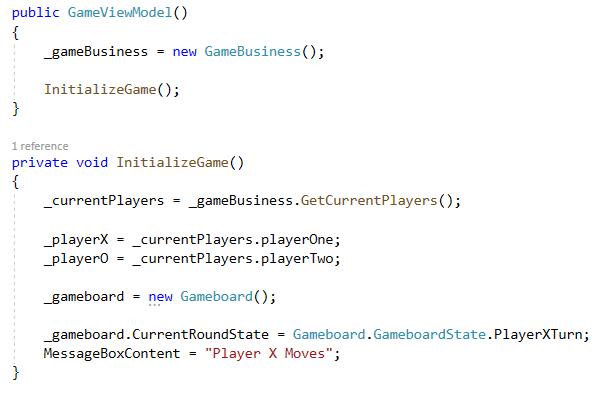 public GameViewModel()
{
    _gameBusiness = new GameBusiness();

    InitializeGame();
}

1 reference
private void InitializeGame()
{
    _currentPlayers = _gameBusiness.GetCurrentPlayers();

    _playerX = _currentPlayers.playerOne;
    _playerO = _currentPlayers.playerTwo;

    _gameboard = new Gameboard();

    _gameboard.CurrentRoundState = Gameboard.GameboardState.PlayerXTurn;
    MessageBoxContent = "Player X Moves";
}